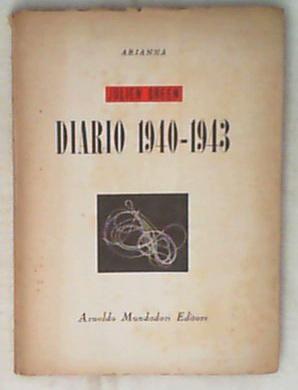 ARIANNA
JULIEN GREEN
DIARIO 1940-1943
Arnoldo Mondadori Editore